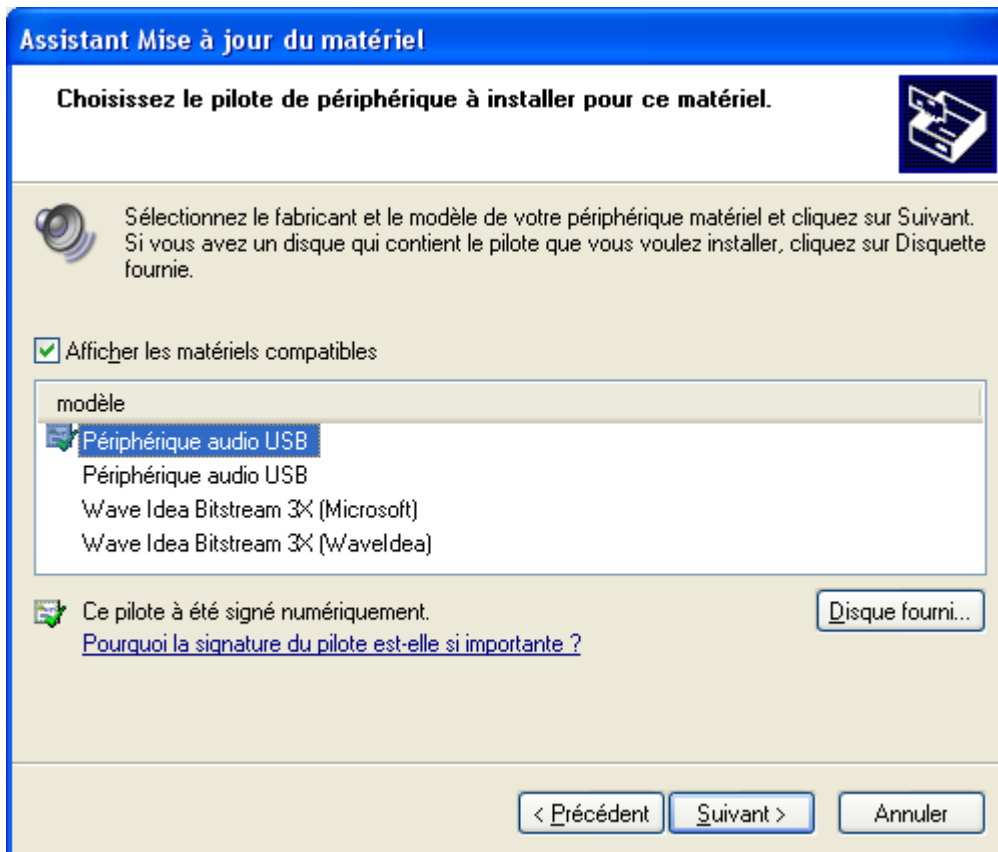 Assistant Mise à jour du matériel
Choisissez le pilote de périphérique à installer pour ce matériel.
Sélectionnez le fabricant et le modèle de votre périphérique matériel et cliquez sur Suivant.
Si vous avez un disque qui contient le pilote que vous voulez installer, cliquez sur Disquette
fournie.
Afficher les matériels compatibles
modèle
Périphérique audio USB
Périphérique audio USB
Wave Idea Bitstream 3X (Microsoft)
Wave Idea Bitstream 3X (WaveIdea)
Ce pilote à été signé numériquement.
Disque fourni...
Pourquoi la signature du pilote est-elle si importante ?
< Précédent
Suivant >
Annuler